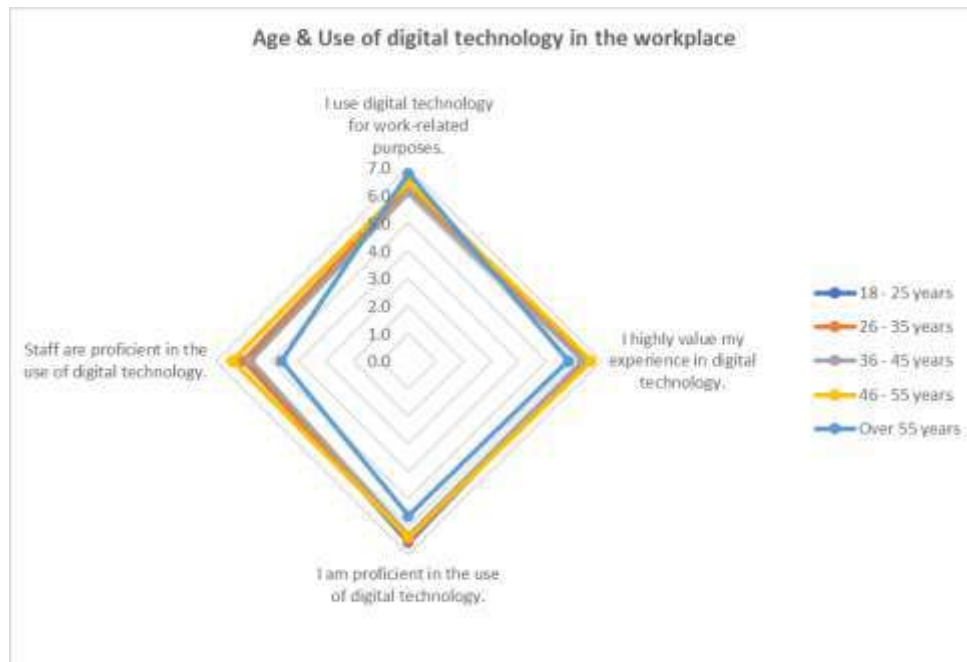 Age & Use of digital technology in the workplace
I use digital technology
for work-related
purposes.
7.0
6.0
5.0
4.0
3.0
2.0
1.0
0.0
Staff are proficient in the
use of digital technology.
I highly value my
experience in digital
technology.
I am proficient in the use
of digital technology.
18 - 25 years
26 - 35 years
36 - 45 years
46 - 55 years
Over 55 years